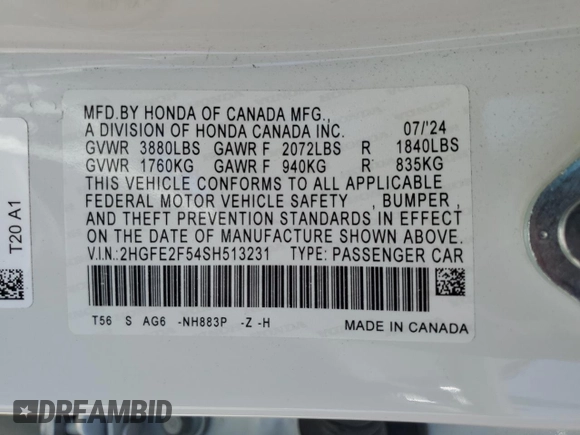 MFD.BY HONDA OF CANADA MFG.,
A DIVISION OF HONDA CANADA INC. 07/'24
GVWR 3880LBS GAWR F 2072LBS R 1840LBS
GVWR 1760KG GAWR F 940KG R 835KG
THIS VEHICLE CONFORMS TO ALL APPLICABLE
FEDERAL MOTOR VEHICLE SAFETY , BUMPER ,
AND THEFT PREVENTION STANDARDS IN EFFECT
ON THE DATE OF MANUFACTURE SHOWN ABOVE.
V.I.N.:2HGFE2F54SH513231 TYPE: PASSENGER CAR
T56 S AG6 -NH883P -Z -H MADE IN CANADA
T20 A1
DREAMBID